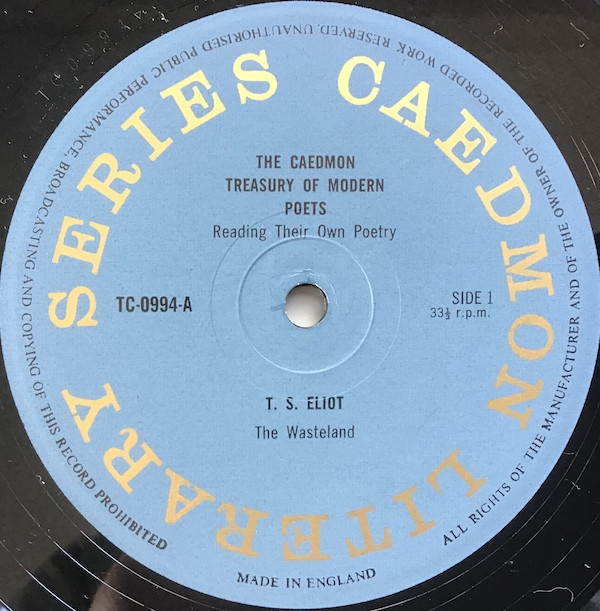 CAEDMON LITERARY SERIES
THE CAEDMON
TREASURY OF MODERN
POETS
Reading Their Own Poetry
TC-0994-A
SIDE 1
33⅓ r.p.m.
T. S. ELIOT
The Wasteland
ALL RIGHTS OF THE MANUFACTURER AND OF THE OWNER OF THE RECORDED WORK RESERVED. UNAUTHORISED PUBLIC PERFORMANCE, BROADCASTING AND COPYING OF THIS RECORD PROHIBITED
MADE IN ENGLAND